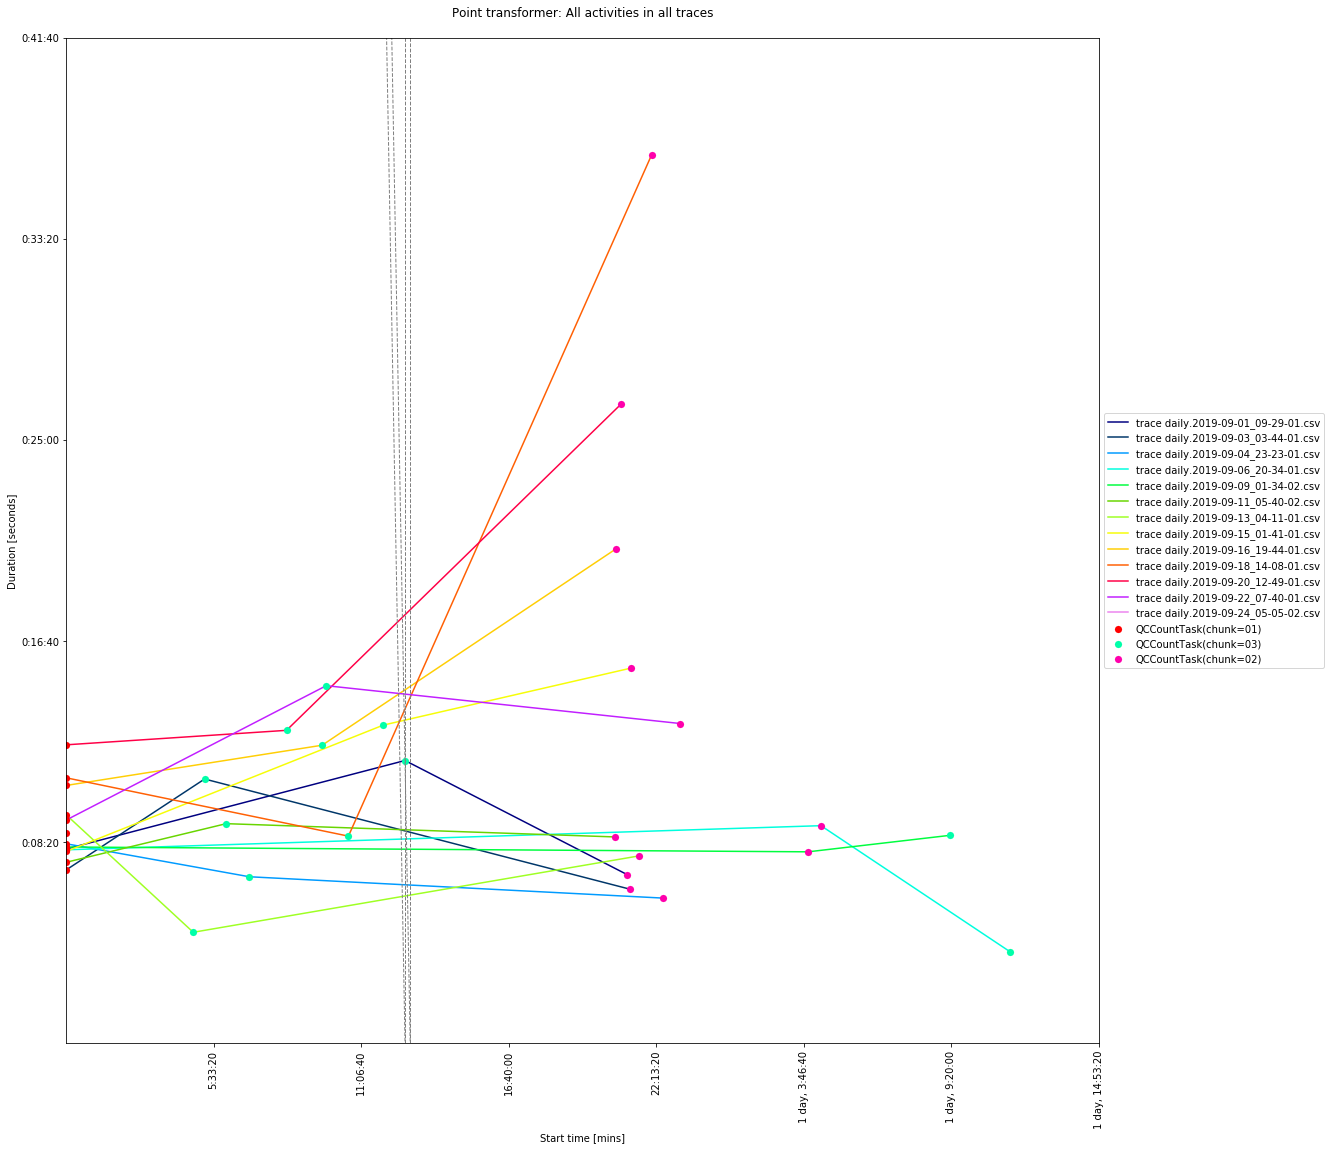 Point transformer: All activities in all traces
0:41:40
0:33:20
0:25:00
0:16:40
0:08:20
Duration [seconds]
5:33:20
11:06:40
16:40:00
22:13:20
1 day, 3:46:40
1 day, 9:20:00
1 day, 14:53:20
Start time [mins]
trace daily.2019-09-01_09-29-01.csv
trace daily.2019-09-03_03-44-01.csv
trace daily.2019-09-04_23-23-01.csv
trace daily.2019-09-06_20-34-01.csv
trace daily.2019-09-09_01-34-02.csv
trace daily.2019-09-11_05-40-02.csv
trace daily.2019-09-13_04-11-01.csv
trace daily.2019-09-15_01-41-01.csv
trace daily.2019-09-16_19-44-01.csv
trace daily.2019-09-18_14-08-01.csv
trace daily.2019-09-20_12-49-01.csv
trace daily.2019-09-22_07-40-01.csv
trace daily.2019-09-24_05-05-02.csv
QCCountTask(chunk=01)
QCCountTask(chunk=03)
QCCountTask(chunk=02)